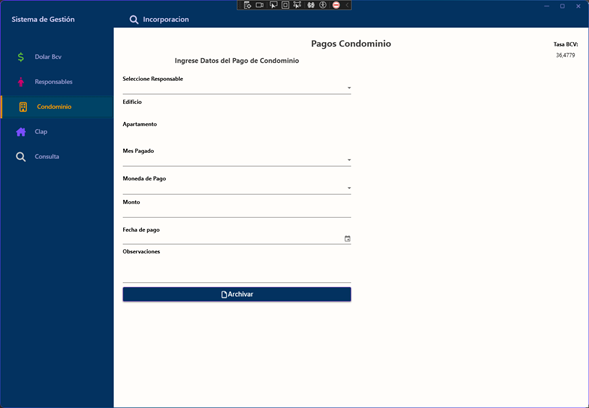 Sistema de Gestión
Incorporacion
Pagos Condominio
Tasa BCV:
36,4779
Ingrese Datos del Pago de Condominio
Dolar Bcv
Responsables
Condominio
Clap
Consulta
Seleccione Responsable
Edificio
Apartamento
Mes Pagado
Moneda de Pago
Monto
Fecha de pago
Observaciones
Archivar